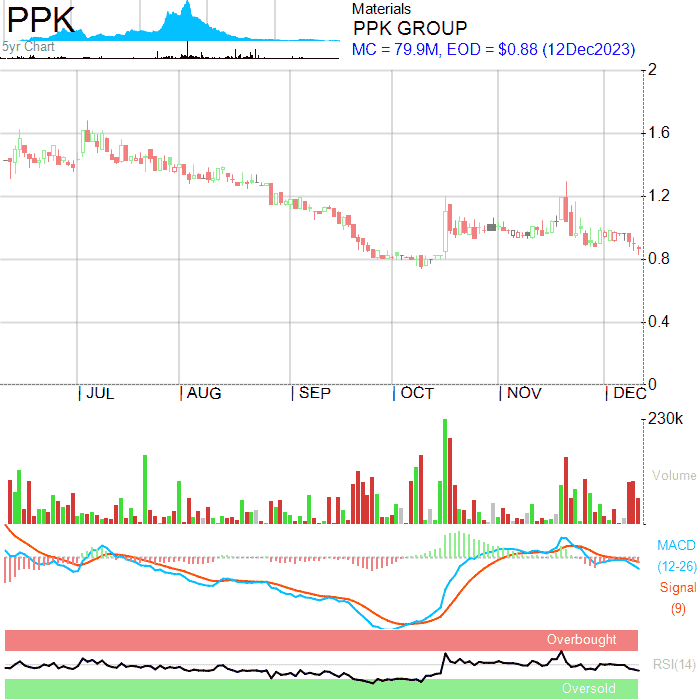 PPK
5yr Chart
Materials
PPK GROUP
MC = 79.9M, EOD = $0.88 (12Dec2023)
2
1.6
1.2
0.8
0.4
0
JUL AUG SEP OCT NOV DEC
230k
Volume
MACD
(12-26)
Signal
(9)
Overbought
RSI(14)
Oversold